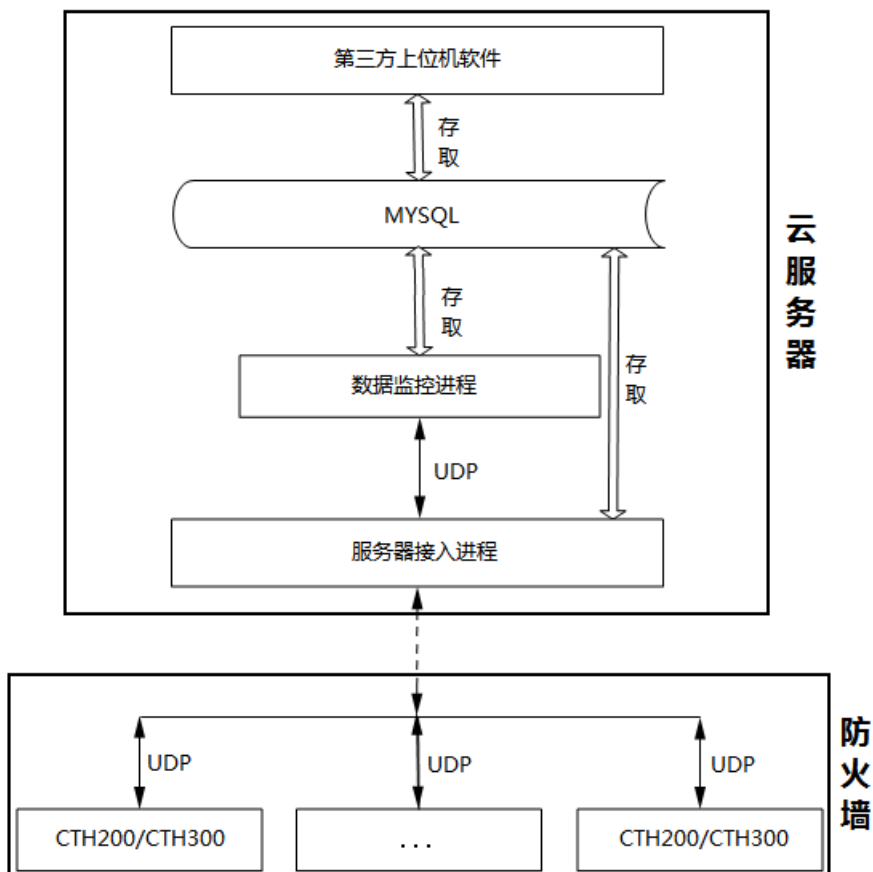 第三方上位机软件
存
取
MYSQL
存
取
存
取
数据监控进程
UDP
服务器接入进程
云
服
务
器
UDP
UDP
UDP
CTH200/CTH300
...
CTH200/CTH300
防
火
墙